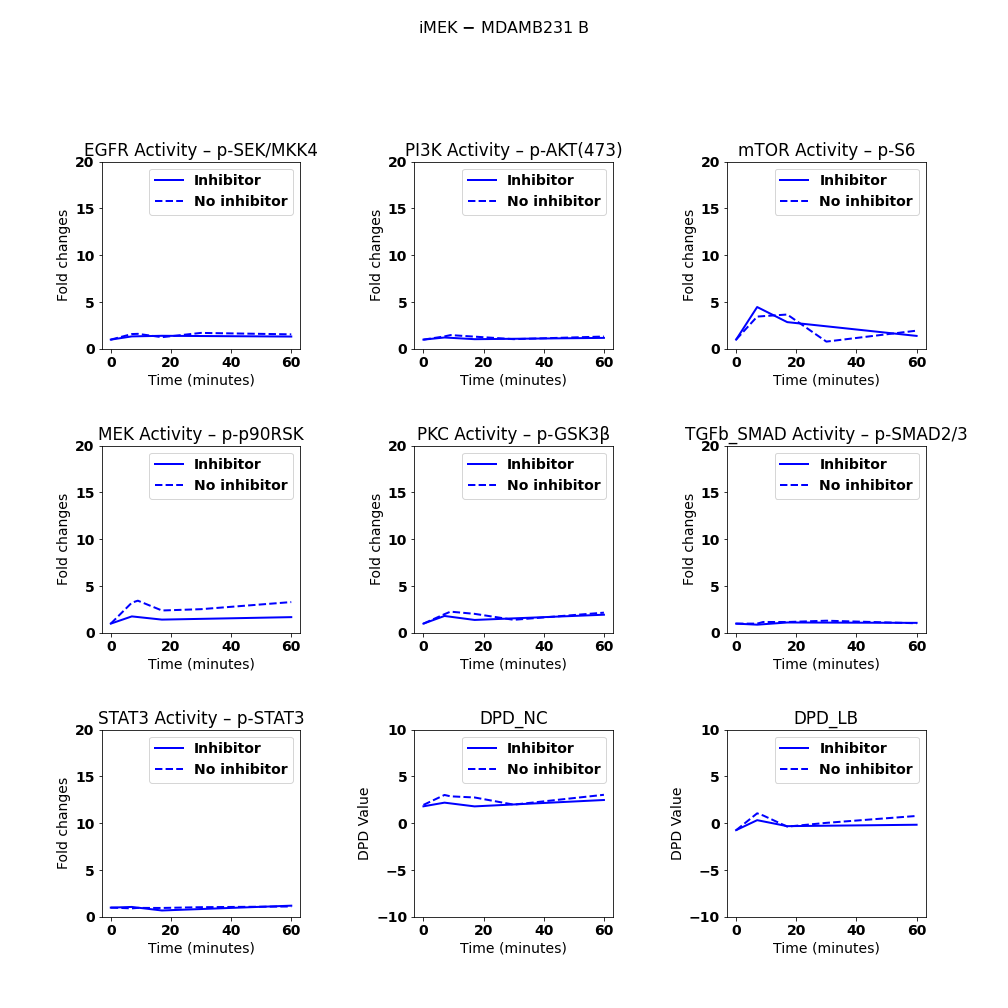 iMEK − MDAMB231 B
EGFR Activity – p-SEK/MKK4
20
15
10
5
0
Fold changes
Inhibitor
No inhibitor
0 20 40 60
Time (minutes)
PI3K Activity – p-AKT(473)
20
15
10
5
0
Fold changes
Inhibitor
No inhibitor
0 20 40 60
Time (minutes)
mTOR Activity – p-S6
20
15
10
5
0
Fold changes
Inhibitor
No inhibitor
0 20 40 60
Time (minutes)
MEK Activity – p-p90RSK
20
15
10
5
0
Fold changes
Inhibitor
No inhibitor
0 20 40 60
Time (minutes)
PKC Activity – p-GSK3β
20
15
10
5
0
Fold changes
Inhibitor
No inhibitor
0 20 40 60
Time (minutes)
TGFb_SMAD Activity – p-SMAD2/3
20
15
10
5
0
Fold changes
Inhibitor
No inhibitor
0 20 40 60
Time (minutes)
STAT3 Activity – p-STAT3
20
15
10
5
0
Fold changes
Inhibitor
No inhibitor
0 20 40 60
Time (minutes)
DPD_NC
10
5
0
−5
−10
DPD Value
Inhibitor
No inhibitor
0 20 40 60
Time (minutes)
DPD_LB
10
5
0
−5
−10
DPD Value
Inhibitor
No inhibitor
0 20 40 60
Time (minutes)